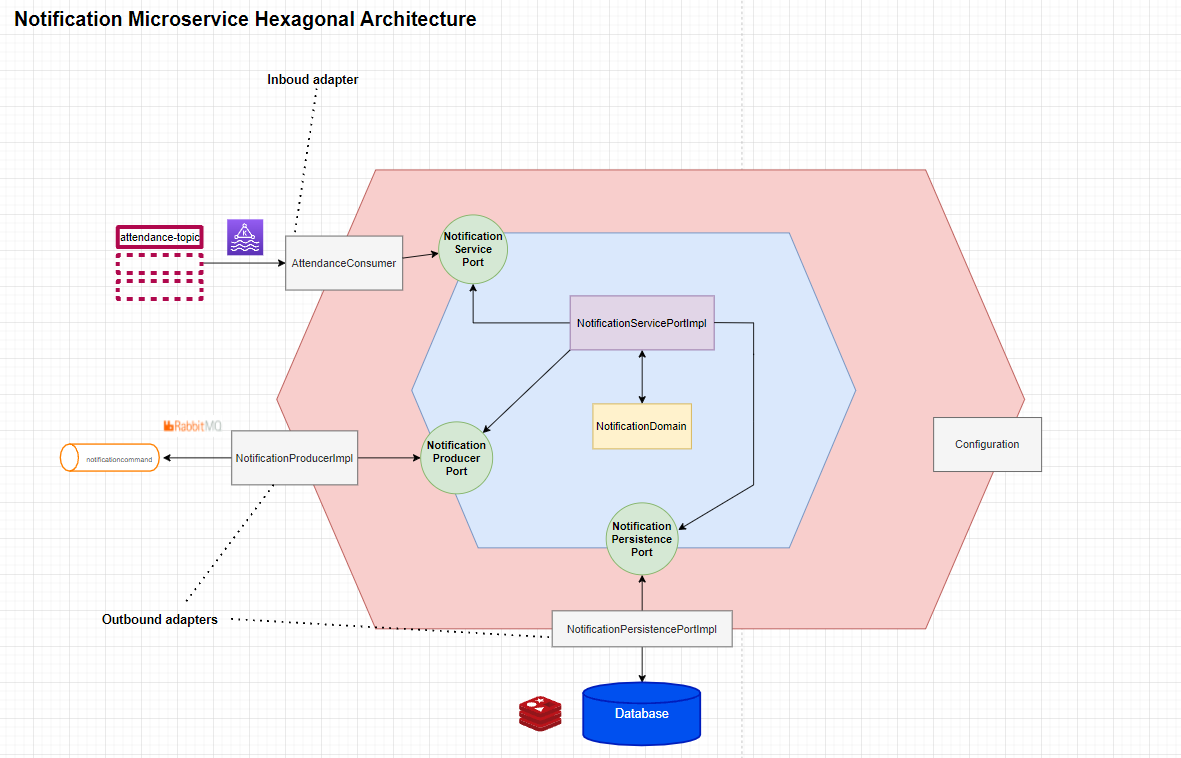 Notification Microservice Hexagonal Architecture
Inboud adapter
attendance-topic
K
AttendanceConsumer
Notification
Service
Port
NotificationServicePortImpl
NotificationDomain
RabbitMQ
notificationcommand
NotificationProducerImpl
Notification
Producer
Port
Configuration
Notification
Persistence
Port
Outbound adapters
NotificationPersistencePortImpl
Database